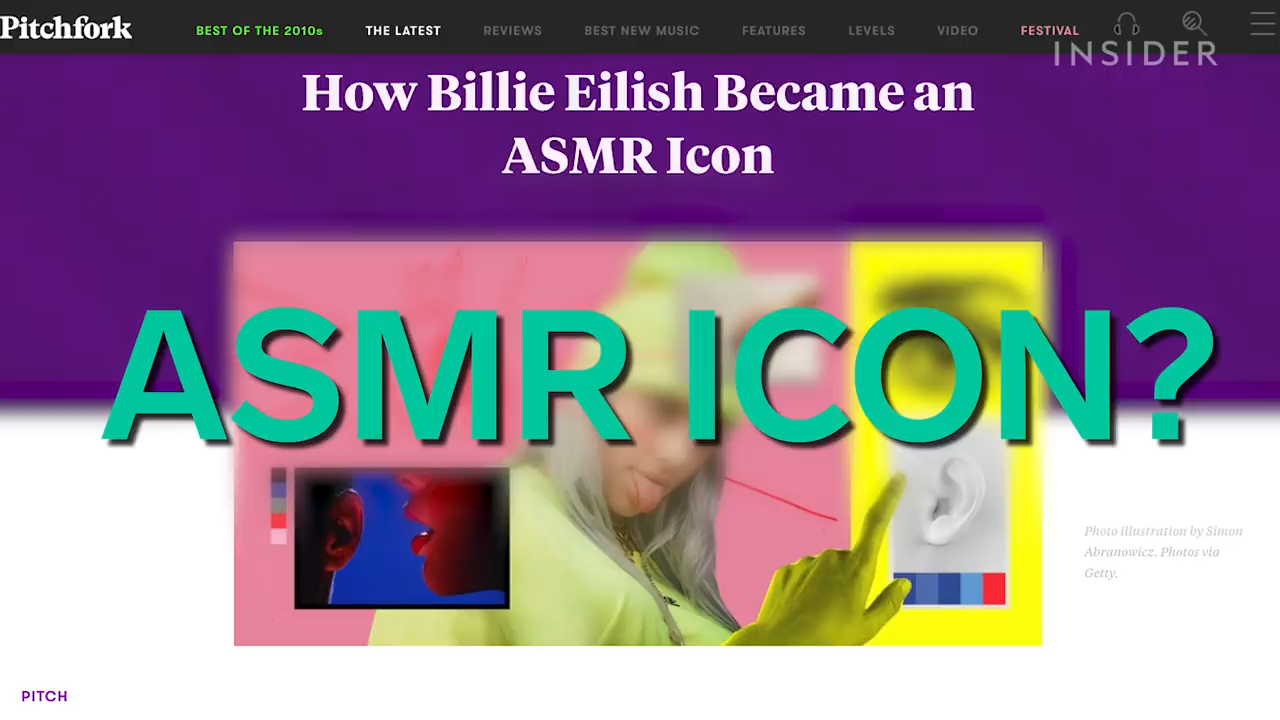 Pitchfork
BEST OF THE 2010s THE LATEST REVIEWS BEST NEW MUSIC FEATURES LEVELS VIDEO FESTIVAL
INSIDER
How Billie Eilish Became an
ASMR Icon
ASMR ICON?
Photo illustration by Simon
Abranowicz. Photos via
Getty.
PITCH